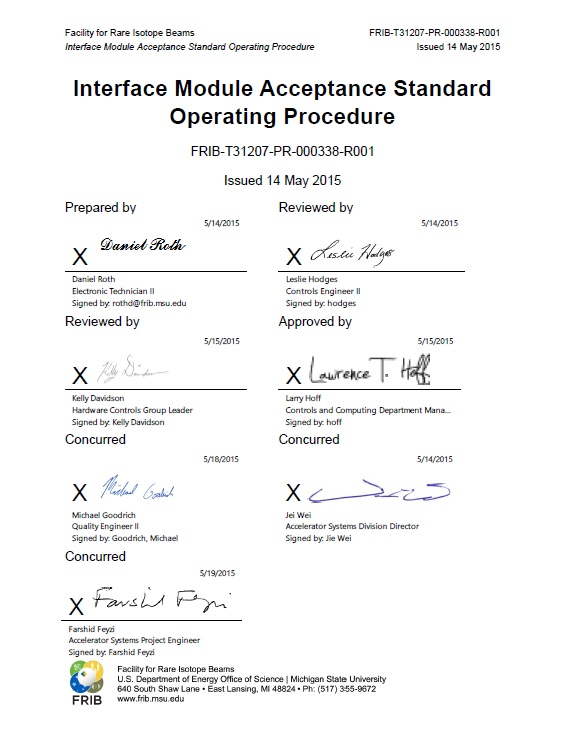 Facility for Rare Isotope Beams FRIB-T31207-PR-000338-R001
Interface Module Acceptance Standard Operating Procedure Issued 14 May 2015
Interface Module Acceptance Standard
Operating Procedure
FRIB-T31207-PR-000338-R001
Issued 14 May 2015
Prepared by Reviewed by
5/14/2015 5/14/2015
X Daniel Roth X Leslie Hodges
Daniel Roth Leslie Hodges
Electronic Technician II Controls Engineer II
Signed by: rothd@frib.msu.edu Signed by: hodges
Reviewed by Approved by
5/15/2015 5/15/2015
X Kelly Davidson X Lawrence T. Hoff
Kelly Davidson Larry Hoff
Hardware Controls Group Leader Controls and Computing Department Mana...
Signed by: Kelly Davidson Signed by: hoff
Concurred Concurred
5/18/2015 5/14/2015
X Michael Goodrich X
Michael Goodrich Jei Wei
Quality Engineer II Accelerator Systems Division Director
Signed by: Goodrich, Michael Signed by: Jie Wei
Concurred
5/19/2015
X Farshid Feyzi
Farshid Feyzi
Accelerator Systems Project Engineer
Signed by: Farshid Feyzi
FRIB
Facility for Rare Isotope Beams
U.S. Department of Energy Office of Science | Michigan State University
640 South Shaw Lane • East Lansing, MI 48824 • Ph: (517) 355-9672
www.frib.msu.edu